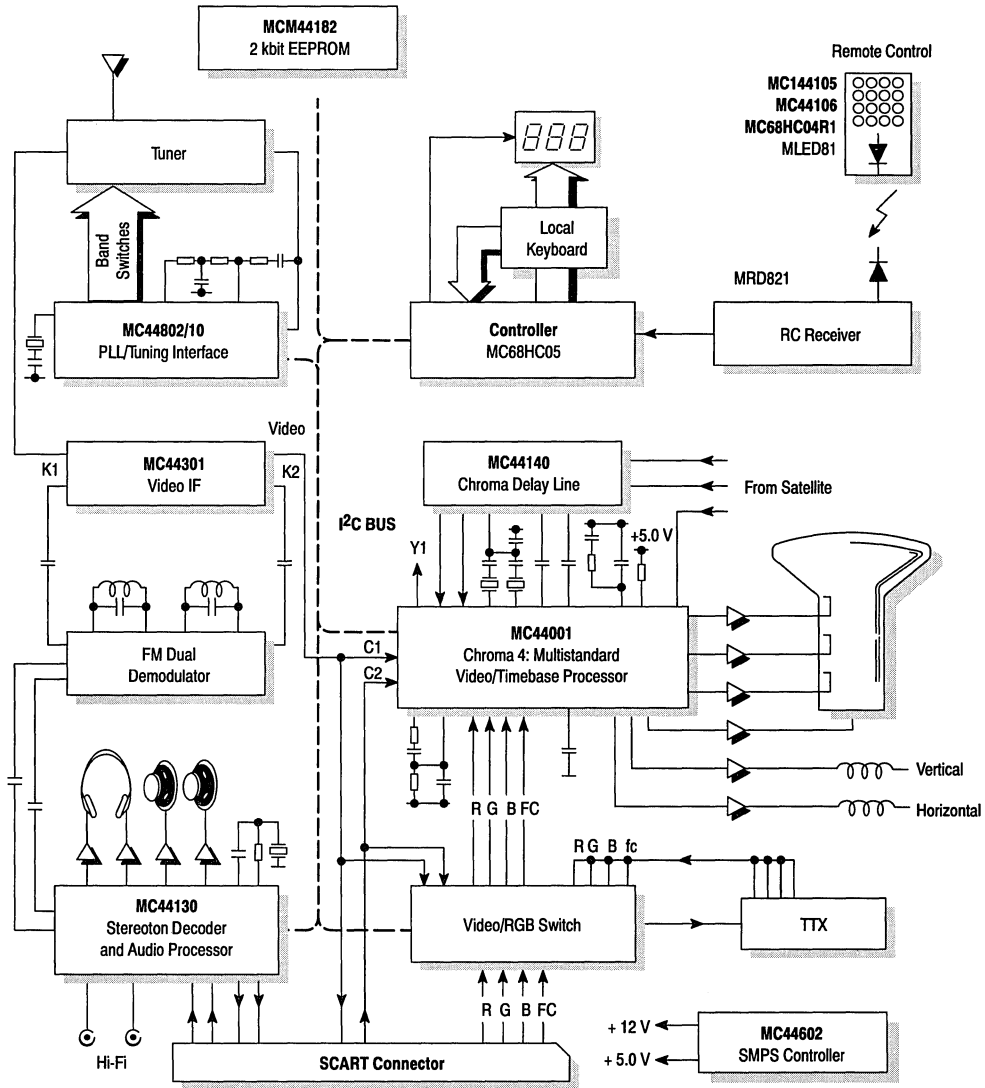 MCM44182
2 kbit EEPROM
Remote Control
MC144105
MC44106
MC68HC04R1
MLED81
Tuner
Band
Switches
Local
Keyboard
MRD821
MC44802/10
PLL/Tuning Interface
Controller
MC68HC05
RC Receiver
Video
K1
MC44301
Video IF
K2
MC44140
Chroma Delay Line
From Satellite
I²C BUS
Y1
+5.0 V
FM Dual
Demodulator
C1
C2
MC44001
Chroma 4: Multistandard
Video/Timebase Processor
Vertical
Horizontal
R G B FC
R G B fc
MC44130
Stereoton Decoder
and Audio Processor
Video/RGB Switch
TTX
R G B FC
Hi-Fi
SCART Connector
+ 12 V
+ 5.0 V
MC44602
SMPS Controller